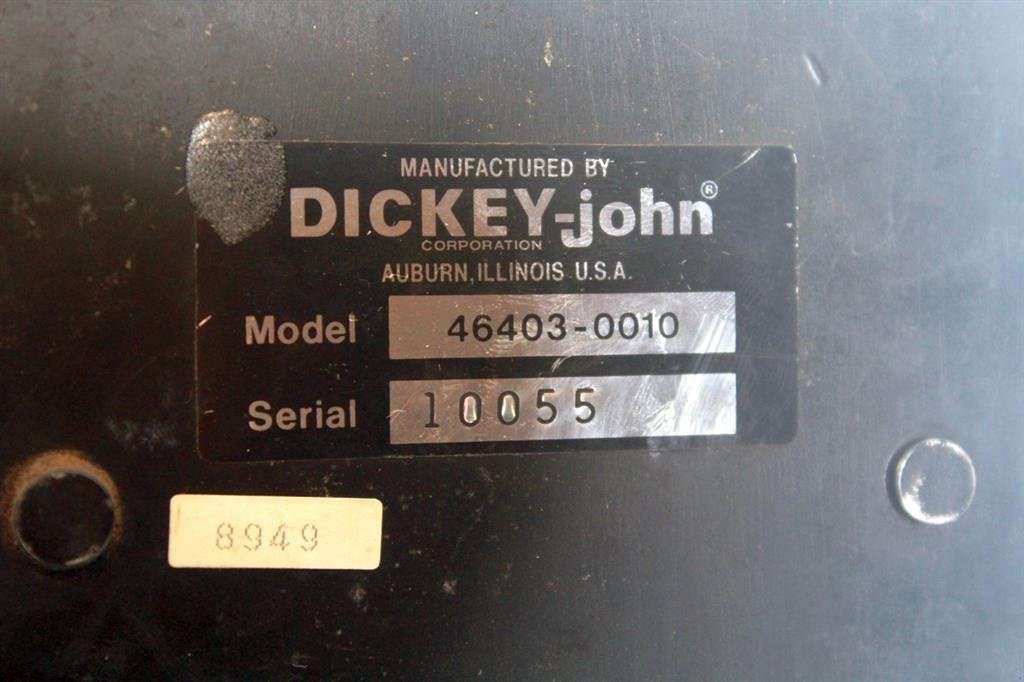 MANUFACTURED BY
DICKEY-john®
CORPORATION
AUBURN, ILLINOIS U.S.A.
Model 46403-0010
Serial 10055
8949